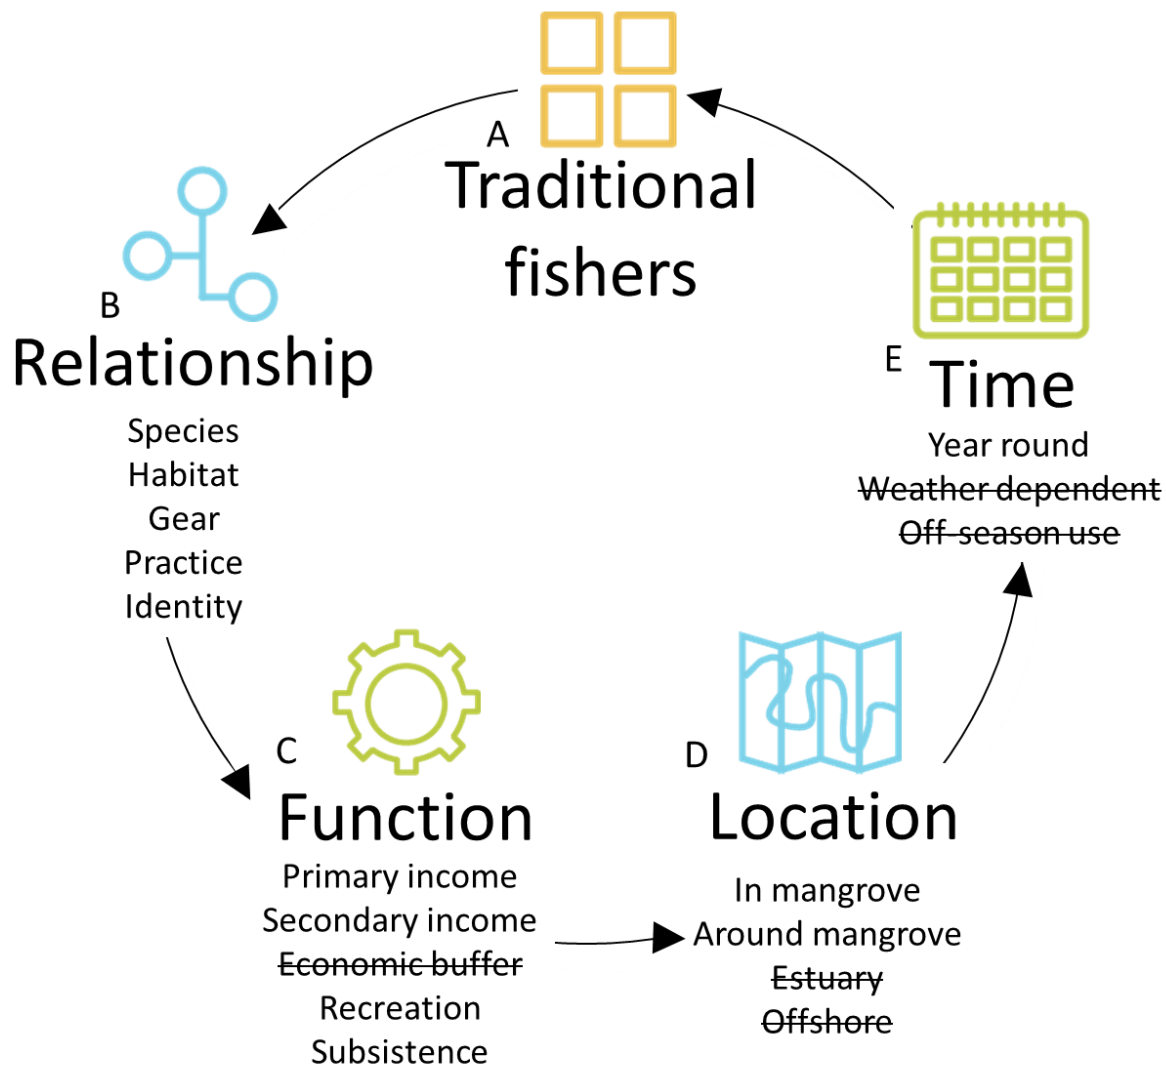 A
Traditional
fishers
B
Relationship
Species
Habitat
Gear
Practice
Identity
C
Function
Primary income
Secondary income
Economic buffer
Recreation
Subsistence
D
Location
In mangrove
Around mangrove
Estuary
Offshore
E
Time
Year round
Weather dependent
Off-season use